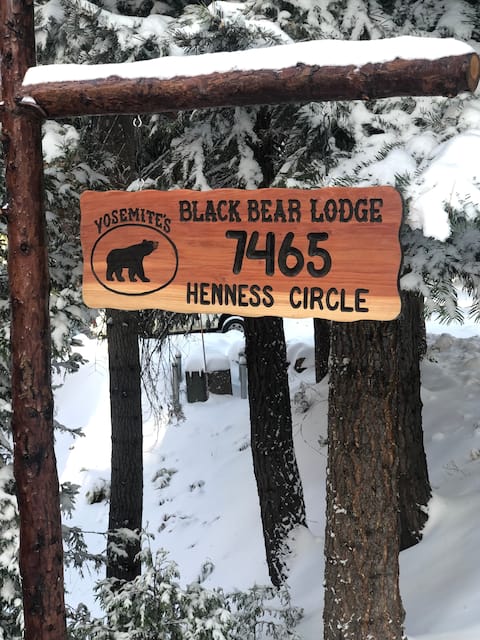 YOSEMITE'S
BLACK BEAR LODGE
7465
HENNESS CIRCLE